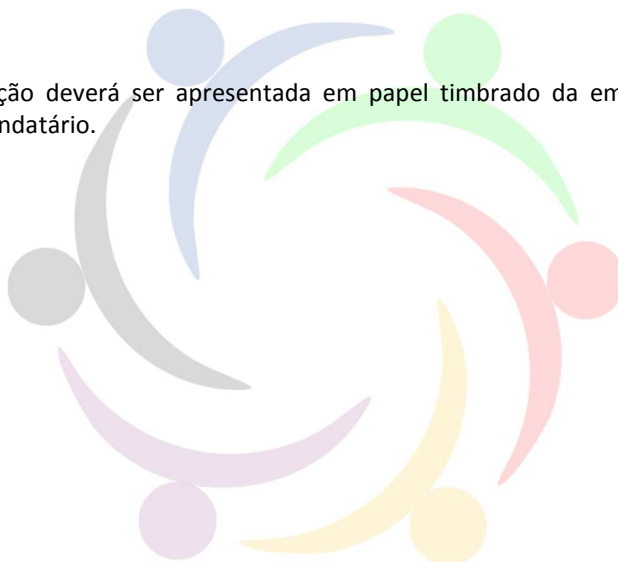 ção deverá ser apresentada em papel timbrado da em
ndatário.